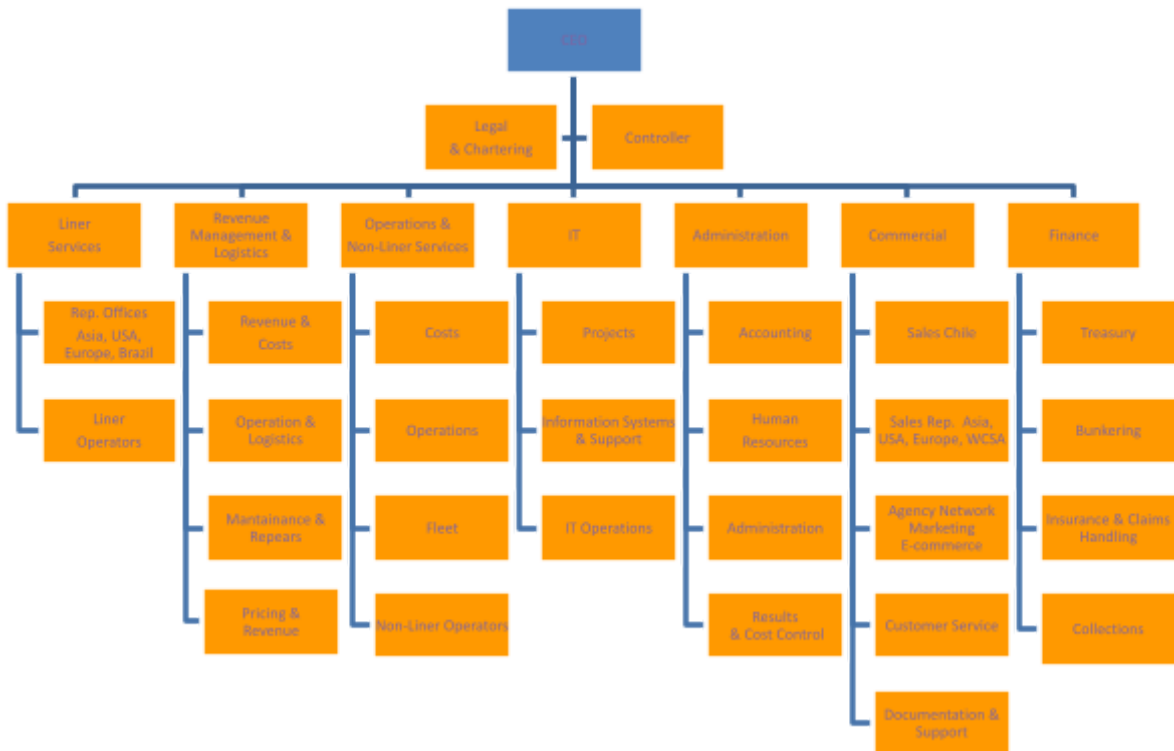 CEO
Legal
& Chartering
Controller
Liner
Services
Revenue
Management &
Logistics
Operations &
Non-Liner Services
IT
Administration
Commercial
Finance
Rep. Offices
Asia, USA,
Europe, Brazil
Revenue &
Costs
Costs
Projects
Accounting
Sales Chile
Treasury
Liner
Operators
Operation &
Logistics
Operations
Information Systems
& Support
Human
Resources
Sales Rep. Asia,
USA, Europe, WCSA
Bunkering
Mantainance &
Repears
Fleet
IT Operations
Administration
Agency Network
Marketing
E-commerce
Insurance & Claims
Handling
Pricing &
Revenue
Non-Liner Operators
Results
& Cost Control
Customer Service
Collections
Documentation &
Support